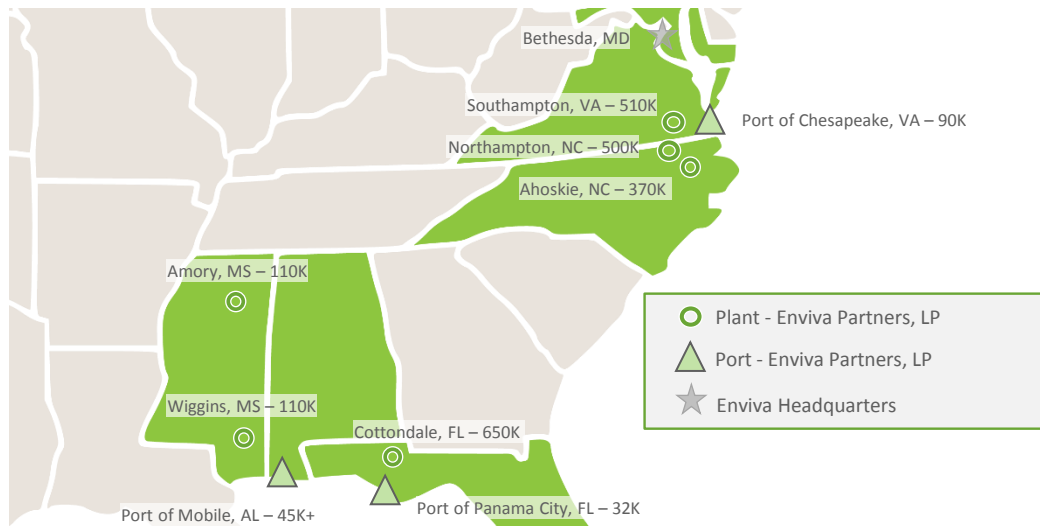 Bethesda, MD
Southampton, VA – 510K
Port of Chesapeake, VA – 90K
Northampton, NC – 500K
Ahoskie, NC – 370K
Amory, MS – 110K
Plant - Enviva Partners, LP
Port - Enviva Partners, LP
Enviva Headquarters
Wiggins, MS – 110K
Cottondale, FL – 650K
Port of Mobile, AL – 45K+
Port of Panama City, FL – 32K